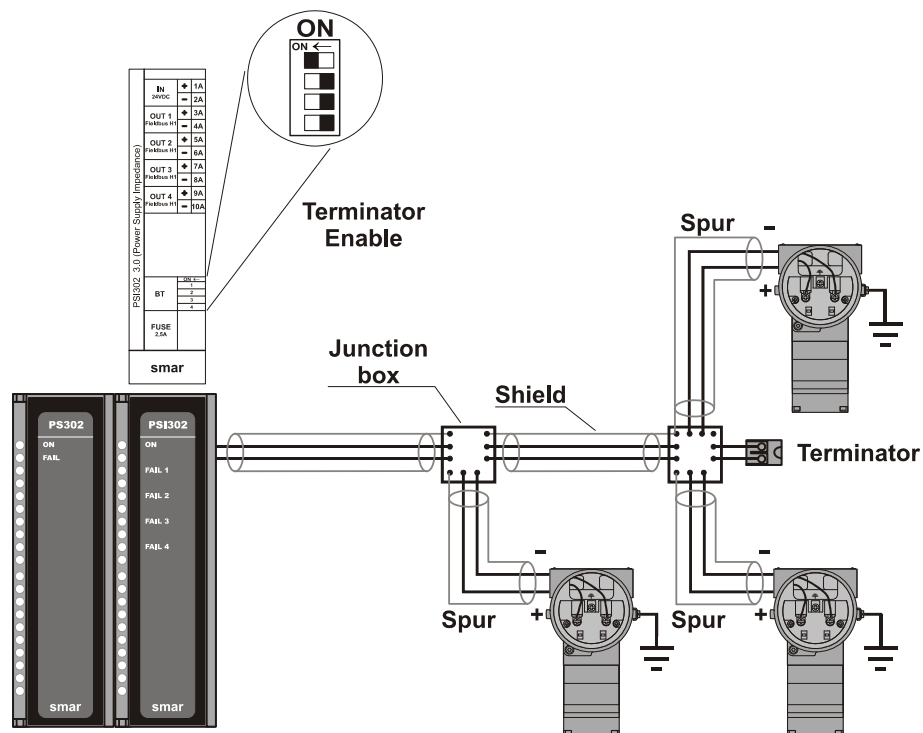 ON
ON ←
PSI302 3.0 (Power Supply Impedance)
IN
24VDC
+ 1A
- 2A
OUT 1
Fieldbus H1
+ 3A
- 4A
OUT 2
Fieldbus H1
+ 5A
- 6A
OUT 3
Fieldbus H1
+ 7A
- 8A
OUT 4
Fieldbus H1
+ 9A
- 10A
BT
ON ←
1
2
3
4
FUSE
2,5A
smar
Terminator
Enable
Spur
-
+
Junction
box
Shield
Terminator
PS302
ON
FAIL
smar
PSI302
ON
FAIL 1
FAIL 2
FAIL 3
FAIL 4
smar
-
Spur
+
-
Spur
+